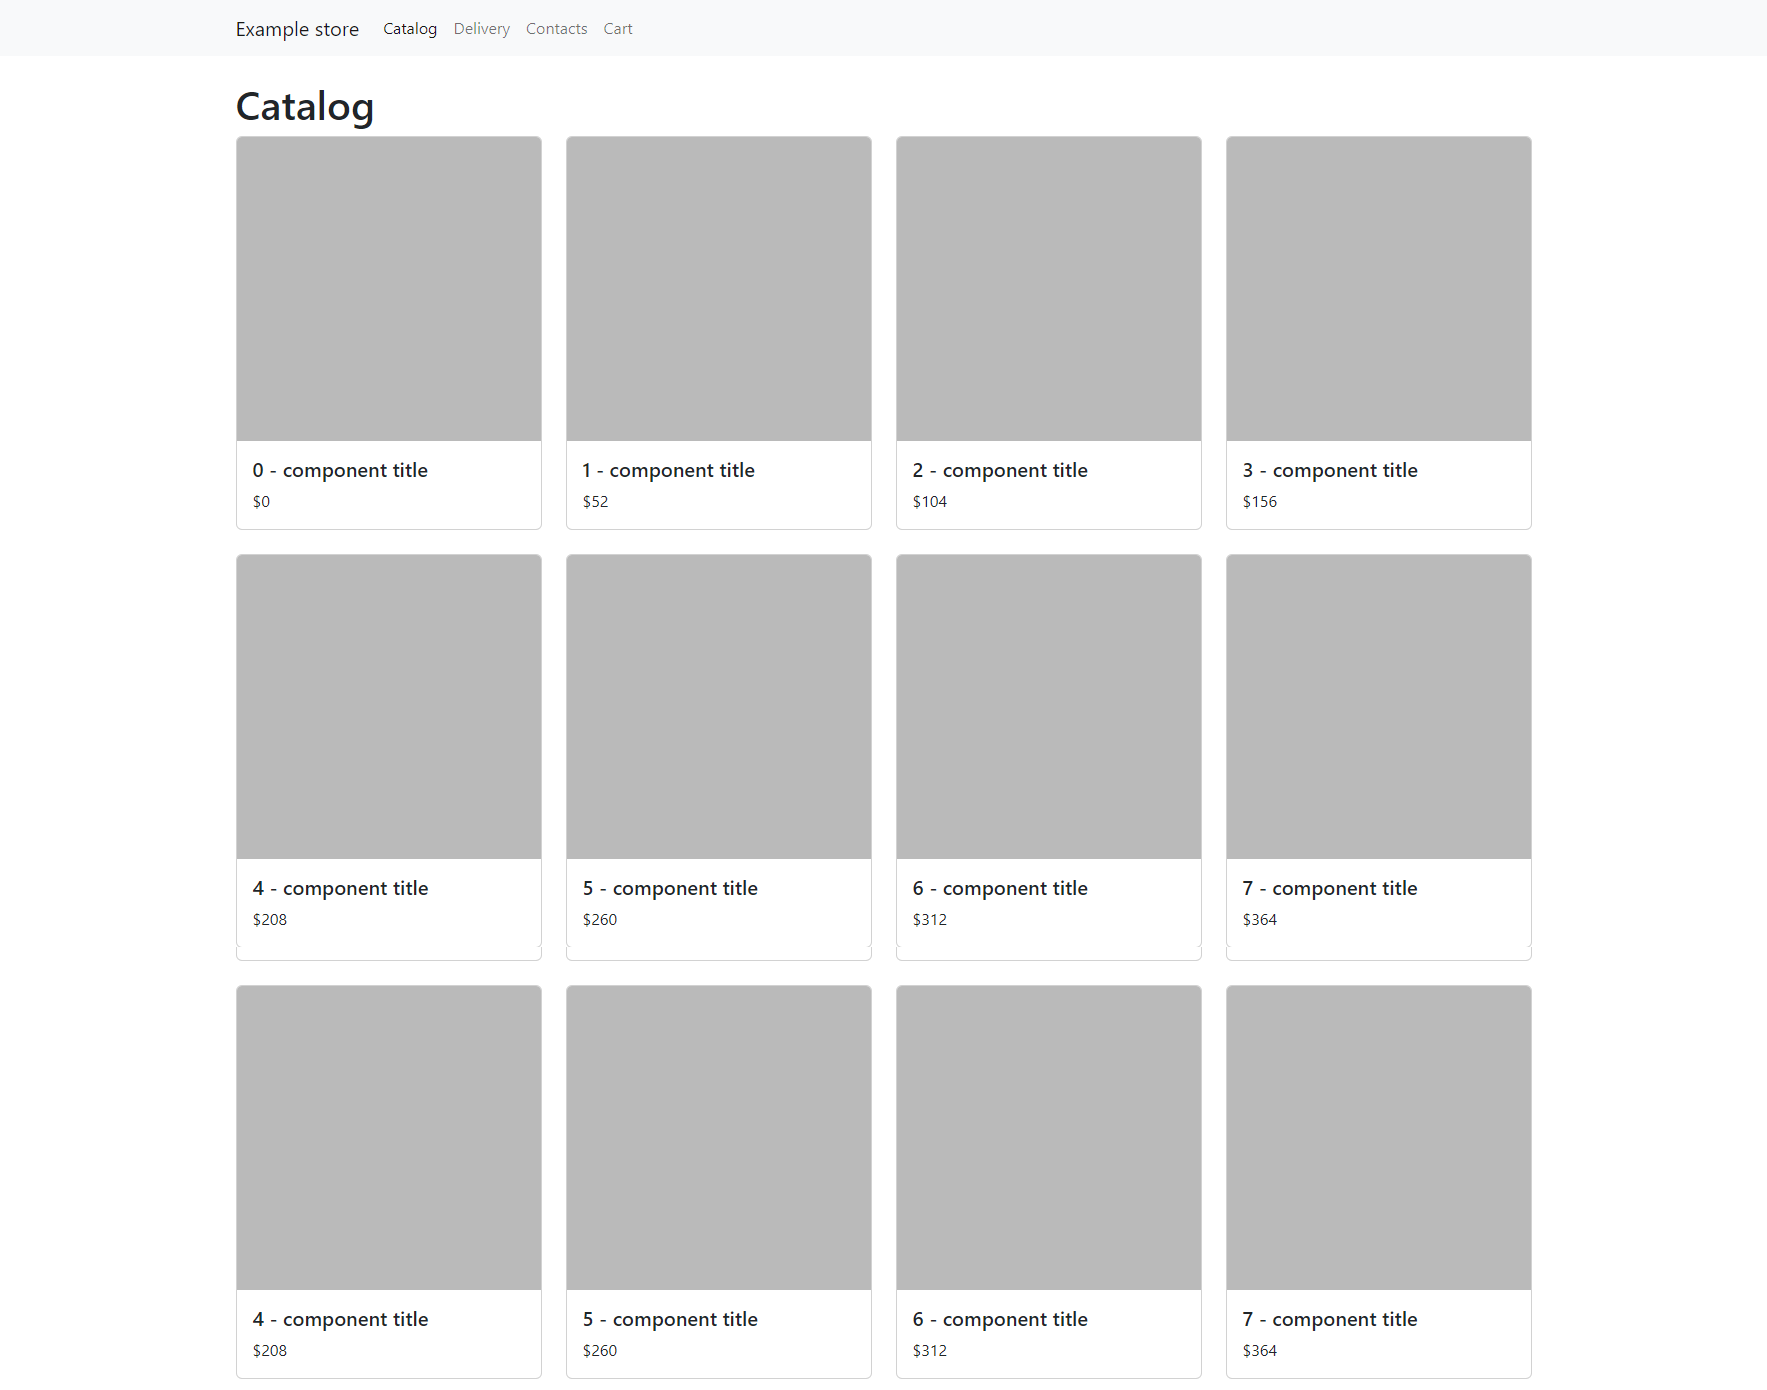 Example store Catalog Delivery Contacts Cart
Catalog
0 - component title
$0
1 - component title
$52
2 - component title
$104
3 - component title
$156
4 - component title
$208
5 - component title
$260
6 - component title
$312
7 - component title
$364
4 - component title
$208
5 - component title
$260
6 - component title
$312
7 - component title
$364